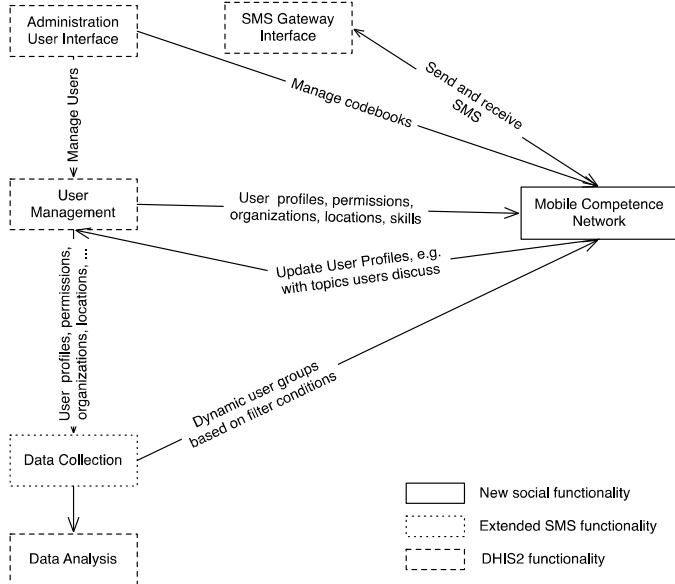 Administration
User Interface
SMS Gateway
Interface
Send and receive
SMS
Manage codebooks
Manage Users
User
Management
User profiles, permissions,
organizations, locations, skills
Mobile Competence
Network
Update User Profiles, e.g.
with topics users discuss
User profiles, permissions,
organizations, locations, ...
Dynamic user groups
based on filter conditions
Data Collection
Data Analysis
New social functionality
Extended SMS functionality
DHIS2 functionality